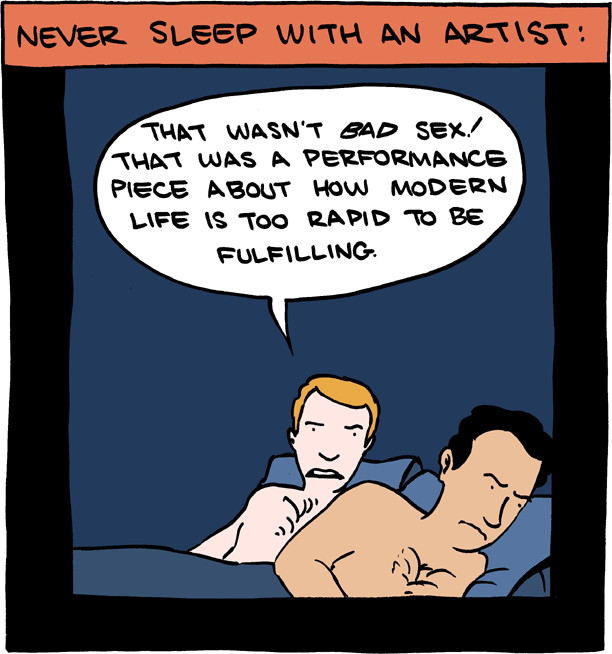 NEVER SLEEP WITH AN ARTIST:
THAT WASN'T BAD SEX!
THAT WAS A PERFORMANCE
PIECE ABOUT HOW MODERN
LIFE IS TOO RAPID TO BE
FULFILLING.